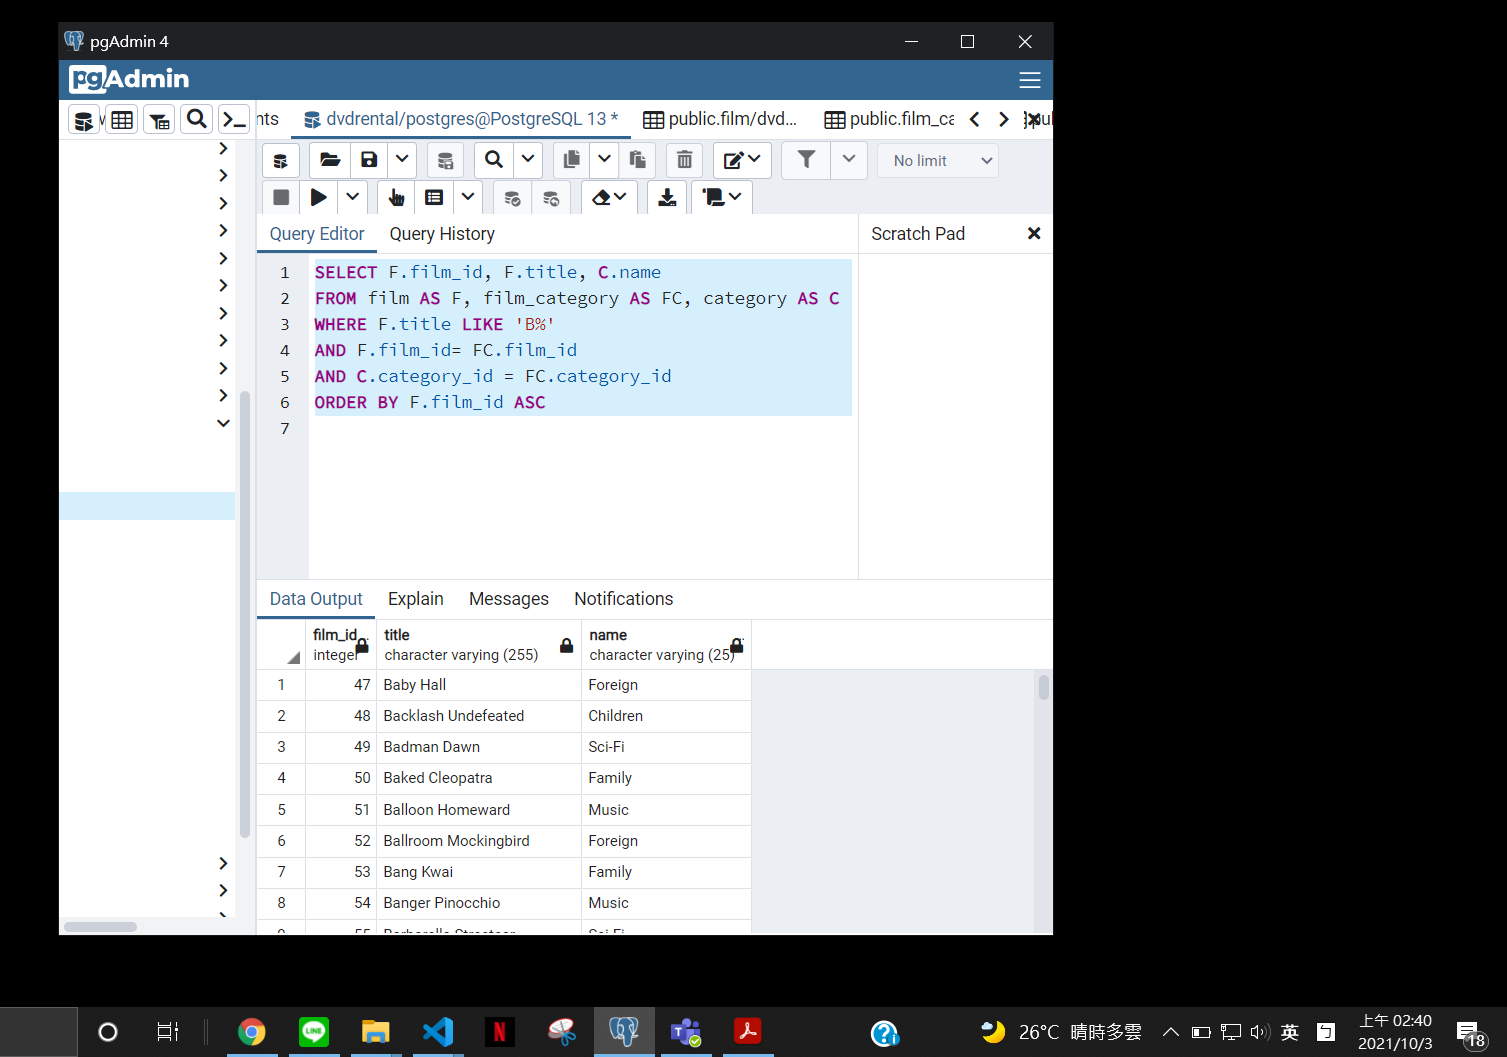 pgAdmin 4
pgAdmin
nts
dvdrental/postgres@PostgreSQL 13 *
public.film/dvd...
public.film_ca
No limit
Query Editor
Query History
Scratch Pad
1 SELECT F.film_id, F.title, C.name
2 FROM film AS F, film_category AS FC, category AS C
3 WHERE F.title LIKE 'B%'
4 AND F.film_id= FC.film_id
5 AND C.category_id = FC.category_id
6 ORDER BY F.film_id ASC
7
Data Output
Explain
Messages
Notifications
film_id title name
integer character varying (255) character varying (25)
1 47 Baby Hall Foreign
2 48 Backlash Undefeated Children
3 49 Badman Dawn Sci-Fi
4 50 Baked Cleopatra Family
5 51 Balloon Homeward Music
6 52 Ballroom Mockingbird Foreign
7 53 Bang Kwai Family
8 54 Banger Pinocchio Music
LINE
N
T
26°C 晴時多雲
英
上午 02:40
2021/10/3
18